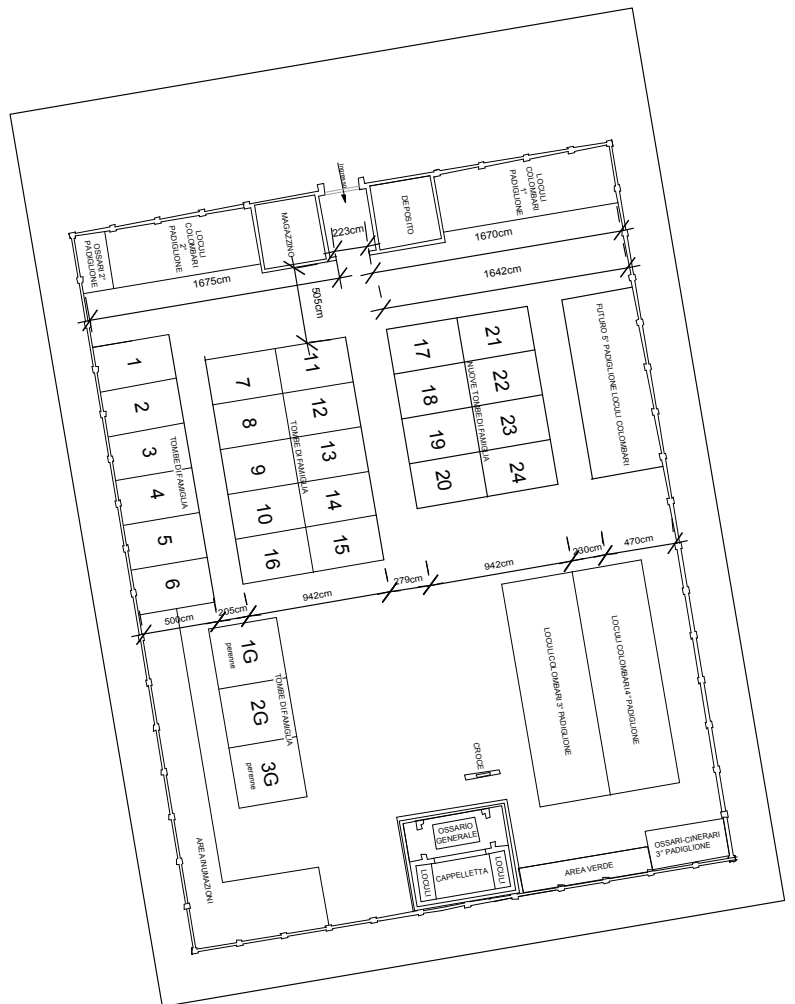 Ingresso
LOCULI
COLOMBARI
1°
PADIGLIONE
DEPOSITO
MAGAZZINO
LOCULI
COLOMBARI
2°
PADIGLIONE
OSSARI 2°
PADIGLIONE
223cm
1670cm
1675cm
1642cm
505cm
FUTURO 5° PADIGLIONE LOCULI COLOMBARI
1
2
3
4
5
6
TOMBE DI FAMIGLIA
7
8
9
10
16
11
12
13
14
15
TOMBE DI FAMIGLIA
17
18
19
20
21
22
23
24
NUOVE TOMBE DI FAMIGLIA
500cm
205cm
942cm
279cm
942cm
230cm
470cm
1G
perenne
2G
3G
perenne
TOMBE DI FAMIGLIA
LOCULI COLOMBARI 3° PADIGLIONE
LOCULI COLOMBARI 4° PADIGLIONE
CROCE
OSSARIO
GENERALE
LOCULI
CAPPELLETTA
LOCULI
AREA VERDE
OSSARI-CINERARI
3° PADIGLIONE
AREA INUMAZIONI